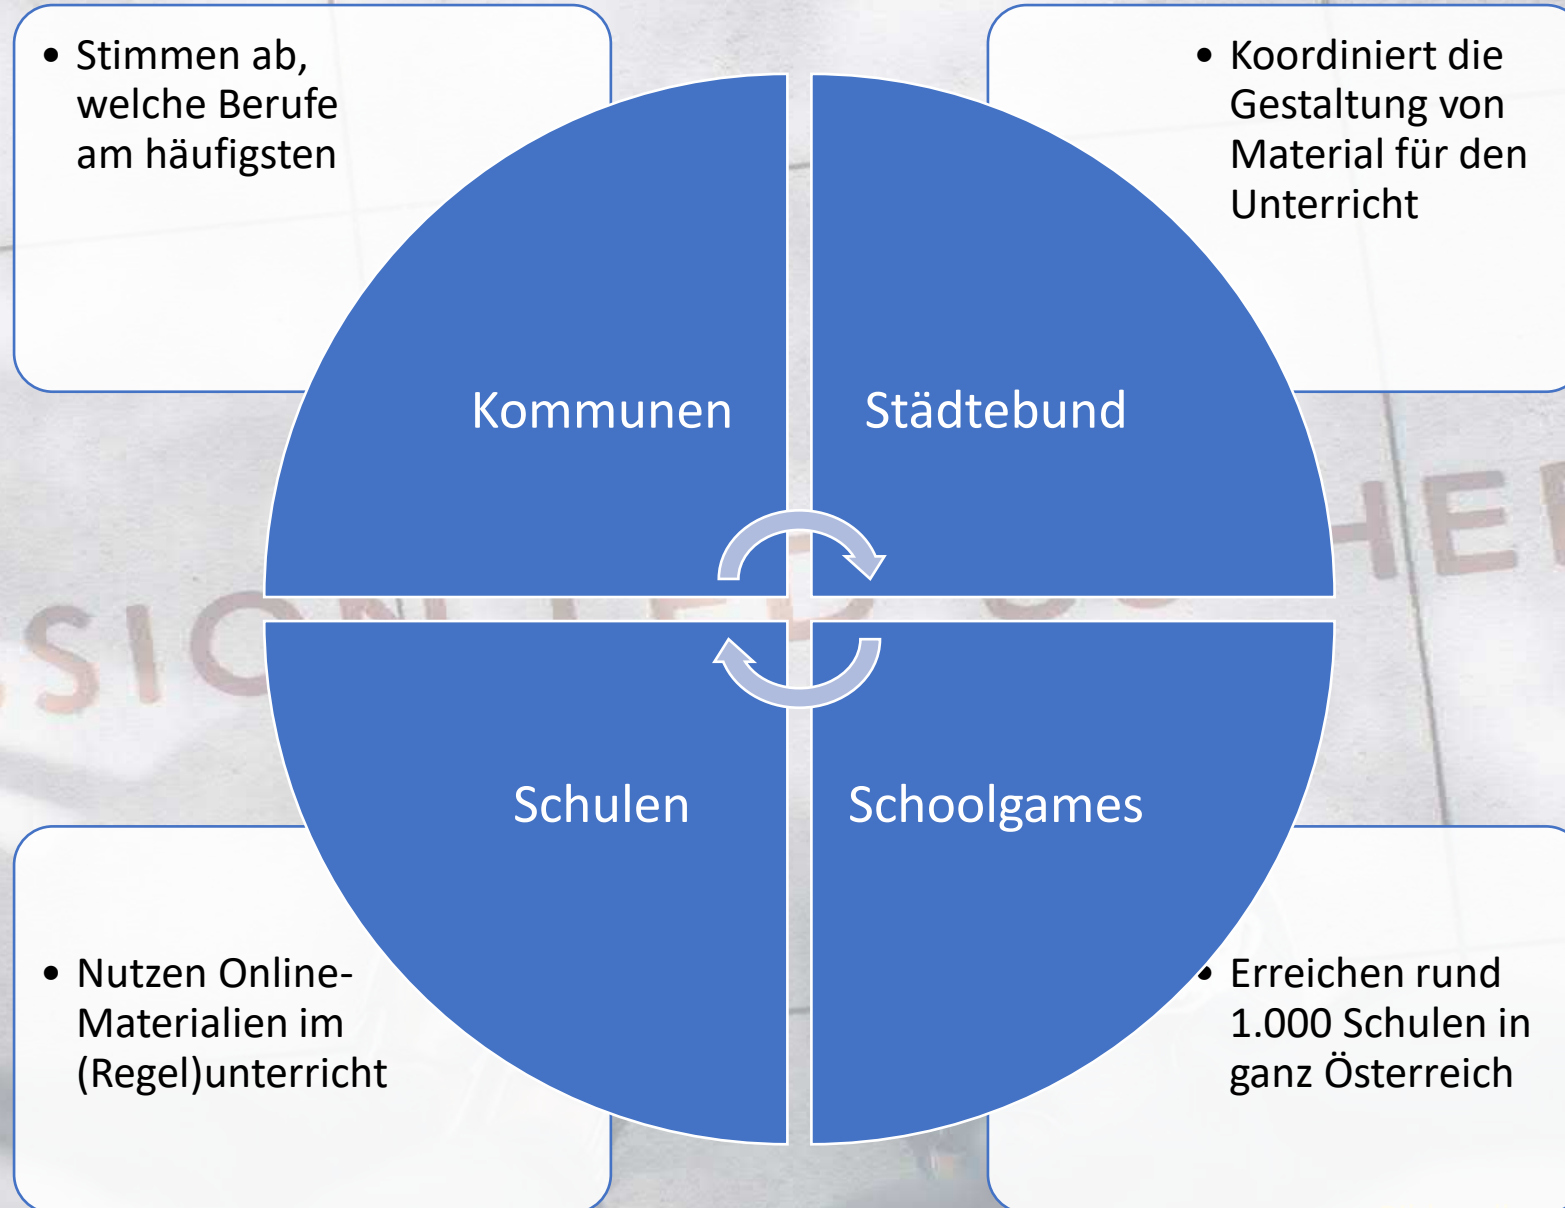 • Stimmen ab,
welche Berufe
am häufigsten
• Koordiniert die
Gestaltung von
Material für den
Unterricht
Kommunen
Städtebund
Schulen
Schoolgames
• Nutzen Online-
Materialien im
(Regel)unterricht
• Erreichen rund
1.000 Schulen in
ganz Österreich